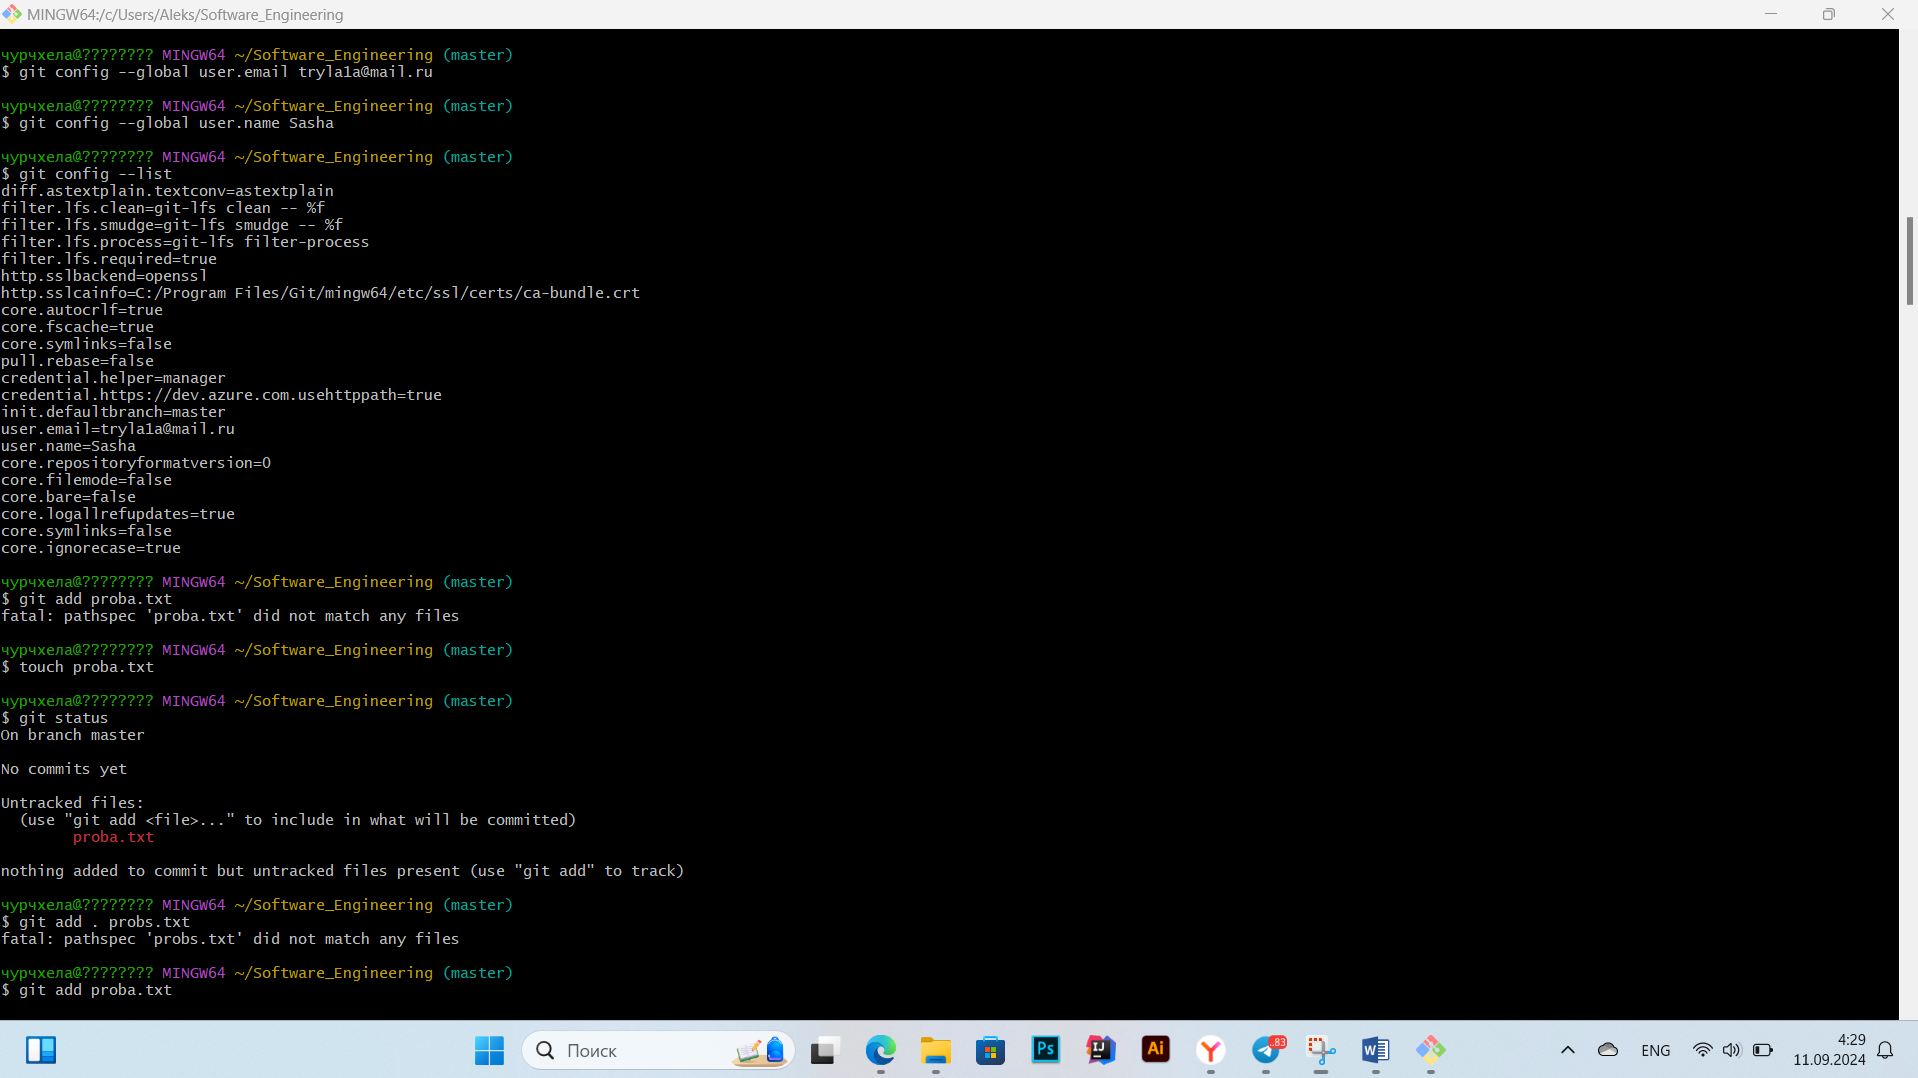 MINGW64:/c/Users/Aleks/Software_Engineering
чурчхела@???????? MINGW64 ~/Software_Engineering (master)
$ git config --global user.email tryla1a@mail.ru
чурчхела@???????? MINGW64 ~/Software_Engineering (master)
$ git config --global user.name Sasha
чурчхела@???????? MINGW64 ~/Software_Engineering (master)
$ git config --list
diff.astextplain.textconv=astextplain
filter.lfs.clean=git-lfs clean -- %f
filter.lfs.smudge=git-lfs smudge -- %f
filter.lfs.process=git-lfs filter-process
filter.lfs.required=true
http.sslbackend=openssl
http.sslcainfo=C:/Program Files/Git/mingw64/etc/ssl/certs/ca-bundle.crt
core.autocrlf=true
core.fscache=true
core.symlinks=false
pull.rebase=false
credential.helper=manager
credential.https://dev.azure.com.usehttppath=true
init.defaultbranch=master
user.email=tryla1a@mail.ru
user.name=Sasha
core.repositoryformatversion=0
core.filemode=false
core.bare=false
core.logallrefupdates=true
core.symlinks=false
core.ignorecase=true
чурчхела@???????? MINGW64 ~/Software_Engineering (master)
$ git add proba.txt
fatal: pathspec 'proba.txt' did not match any files
чурчхела@???????? MINGW64 ~/Software_Engineering (master)
$ touch proba.txt
чурчхела@???????? MINGW64 ~/Software_Engineering (master)
$ git status
On branch master
No commits yet
Untracked files:
(use "git add <file>..." to include in what will be committed)
proba.txt
nothing added to commit but untracked files present (use "git add" to track)
чурчхела@???????? MINGW64 ~/Software_Engineering (master)
$ git add . probs.txt
fatal: pathspec 'probs.txt' did not match any files
чурчхела@???????? MINGW64 ~/Software_Engineering (master)
$ git add proba.txt
Поиск
Ps
IJ
Ai
Y
.83
W
ENG
4:29
11.09.2024